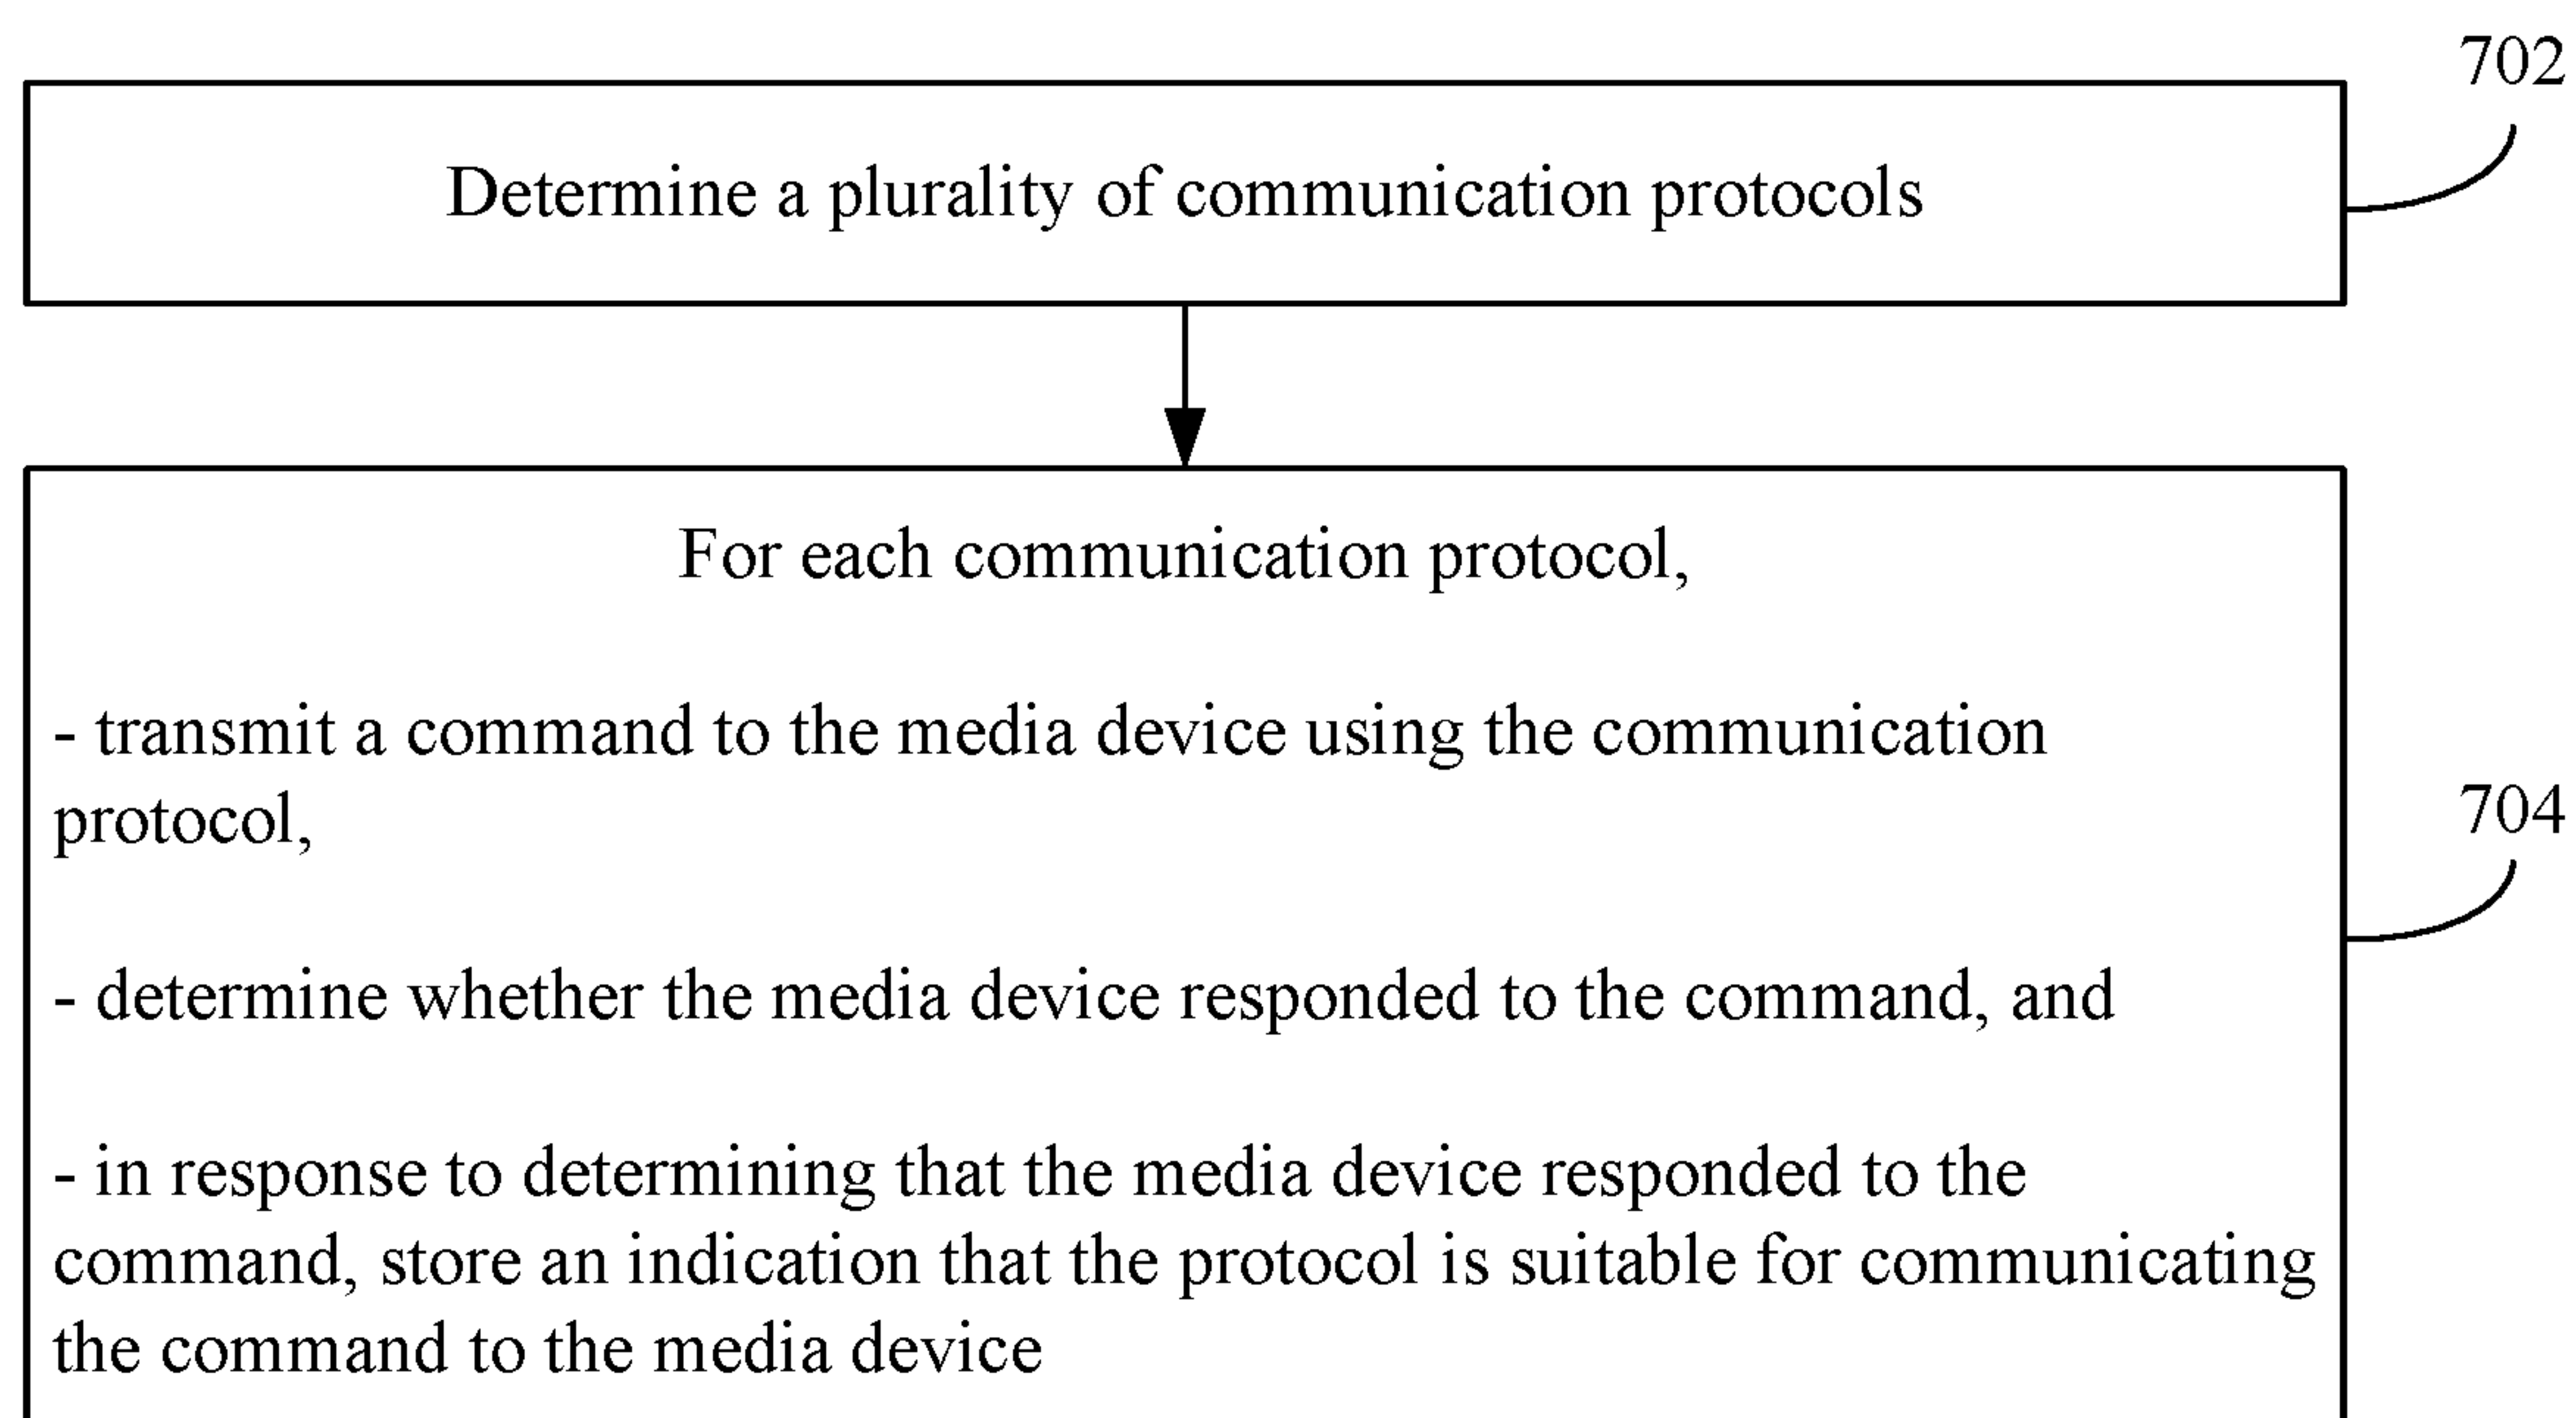 702
Determine a plurality of communication protocols
For each communication protocol,
- transmit a command to the media device using the communication
protocol,
704
- determine whether the media device responded to the command, and
- in response to determining that the media device responded to the
command, store an indication that the protocol is suitable for communicating
the command to the media device